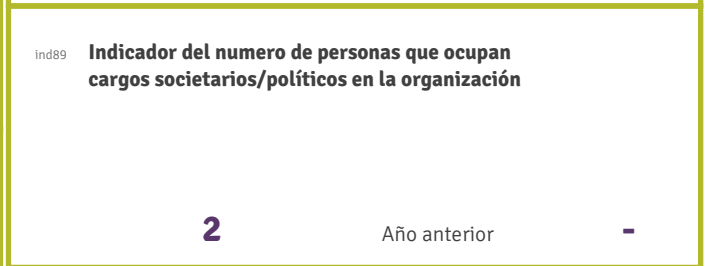 ind89 Indicador del numero de personas que ocupan
cargos societarios/políticos en la organización
2 Año anterior -